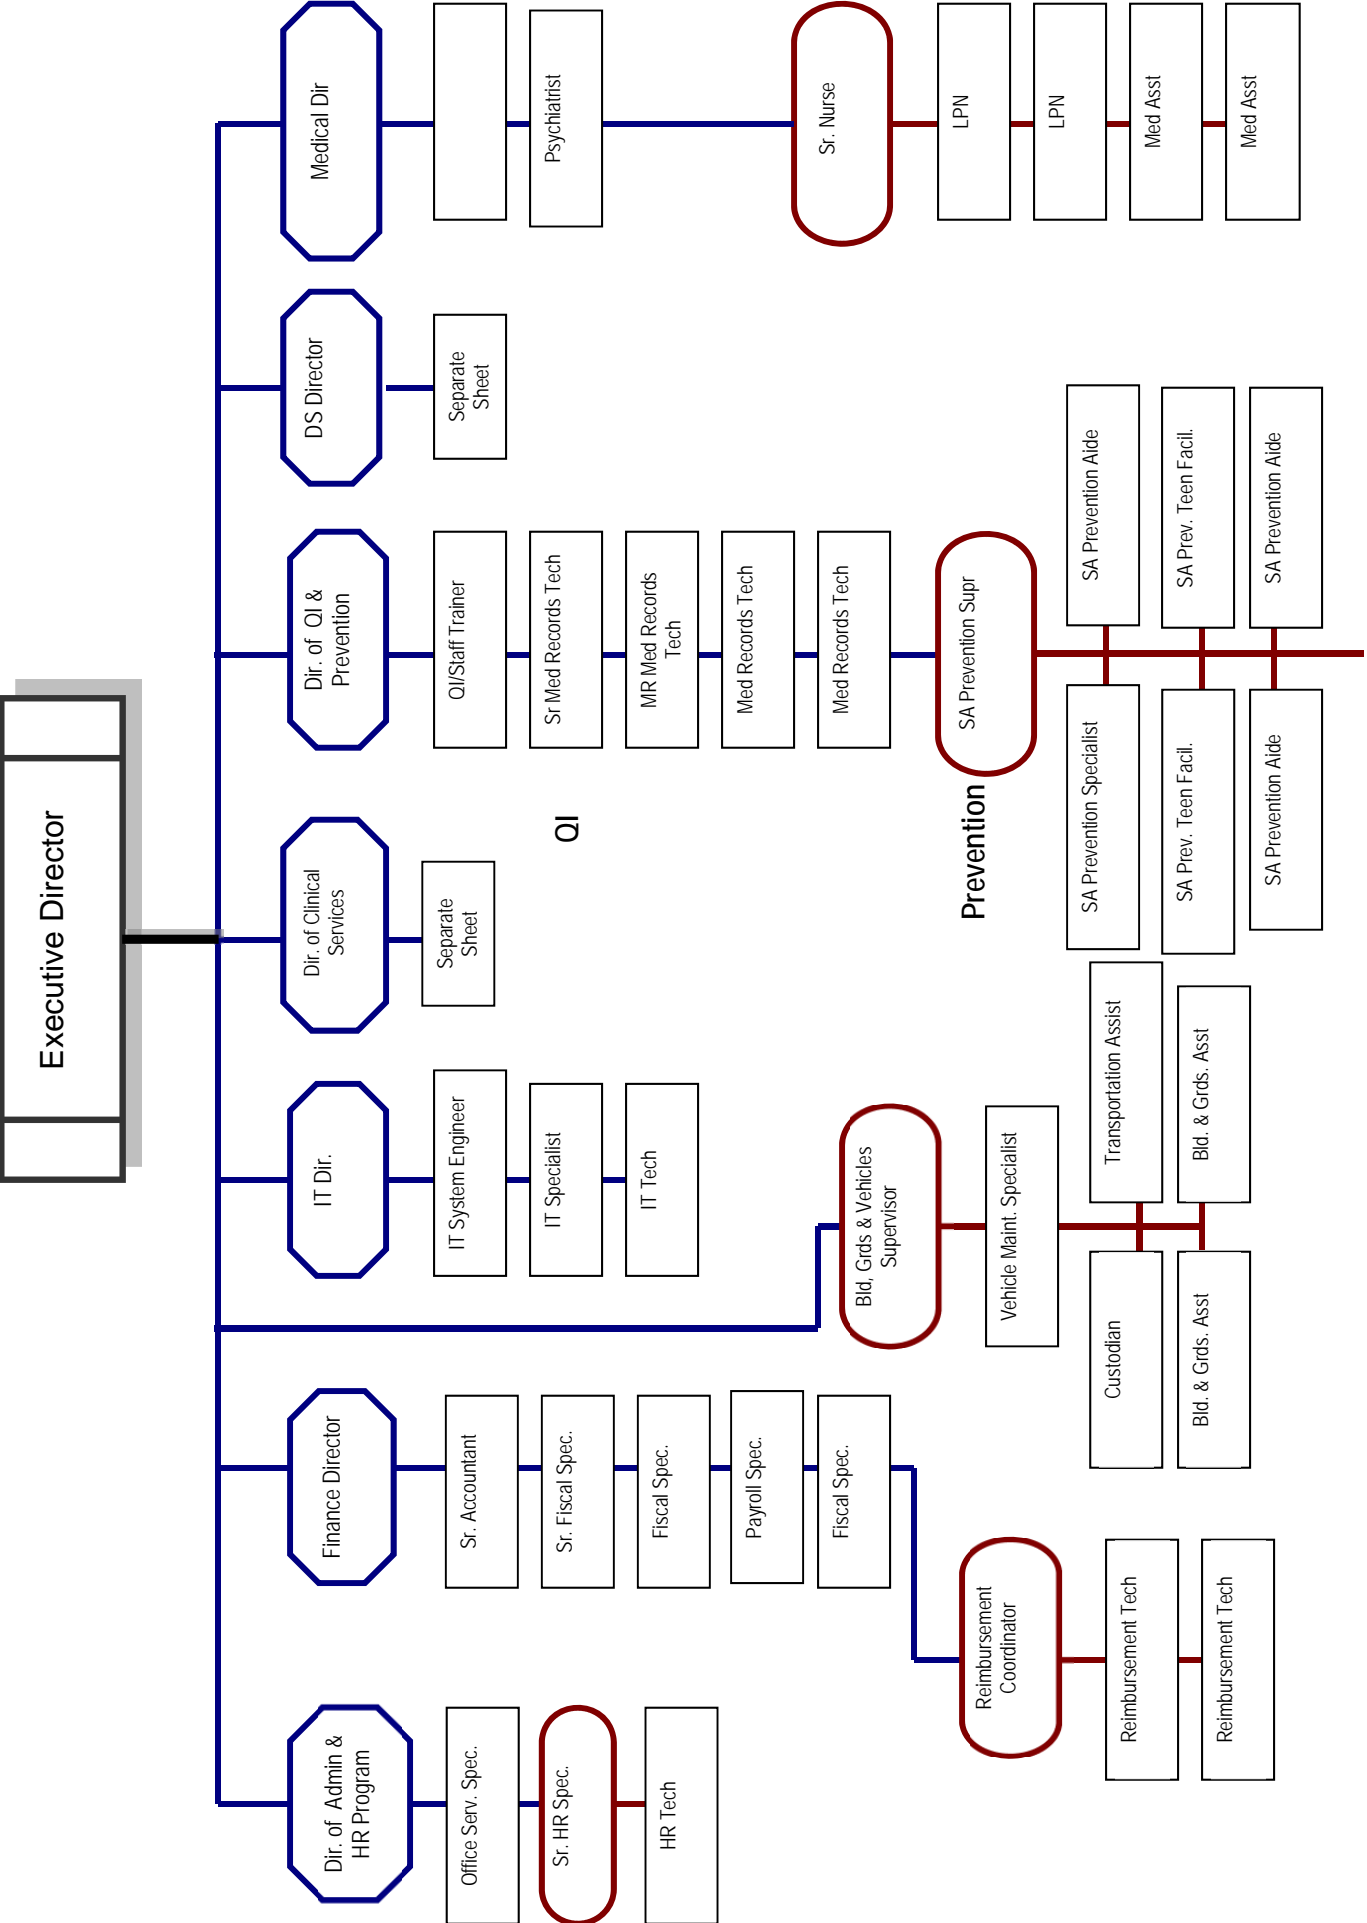 Executive Director
Dir. of Admin &
HR Program
Office Serv. Spec.
Sr. HR Spec.
HR Tech
Finance Director
Sr. Accountant
Sr. Fiscal Spec.
Fiscal Spec.
Payroll Spec.
Fiscal Spec.
Reimbursement
Coordinator
Reimbursement Tech
Reimbursement Tech
Bld, Grds & Vehicles
Supervisor
Vehicle Maint. Specialist
Custodian
Transportation Assist
Bld. & Grds. Asst
Bld. & Grds. Asst
IT Dir.
IT System Engineer
IT Specialist
IT Tech
Dir. of Clinical
Services
Separate
Sheet
Dir. of QI &
Prevention
QI
QI/Staff Trainer
Sr Med Records Tech
MR Med Records
Tech
Med Records Tech
Med Records Tech
Prevention
SA Prevention Supr
SA Prevention Specialist
SA Prevention Aide
SA Prev. Teen Facil.
SA Prev. Teen Facil.
SA Prevention Aide
SA Prevention Aide
DS Director
Separate
Sheet
Medical Dir
Psychiatrist
Sr. Nurse
LPN
LPN
Med Asst
Med Asst